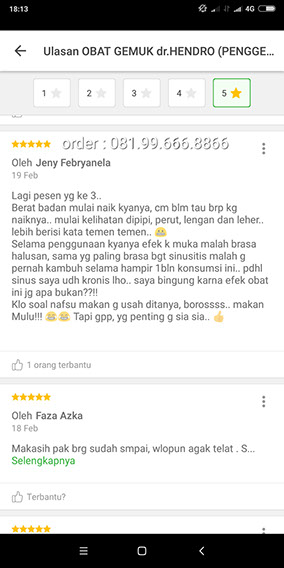 18:13
4G
Ulasan OBAT GEMUK dr.HENDRO (PENGGE...
1
2
3
4
5
order : 081.99.666.8866
Oleh Jeny Febryanela
19 Feb
Lagi pesen yg ke 3..
Berat badan mulai naik kyanya, cm blm tau brp kg
naiknya.. mulai kelihatan dipipi, perut, lengan dan leher..
lebih berisi kata temen temen.. 😄
Selama penggunaan kyanya efek k muka malah brasa
halusan, sama yg paling brasa bgt sinusitis malah g
pernah kambuh selama hampir 1bln konsumsi ini.. pdhl
sinus saya udh kronis lho.. saya bingung karna efek obat
ini jg apa bukan??!!
Klo soal nafsu makan g usah ditanya, borossss.. makan
Mulu!!! 😂😂 Tapi gpp, yg penting g sia sia.. 👍
1 orang terbantu
Oleh Faza Azka
18 Feb
Makasih pak brg sudah smpai, wlopun agak telat . S...
Selengkapnya
Terbantu?